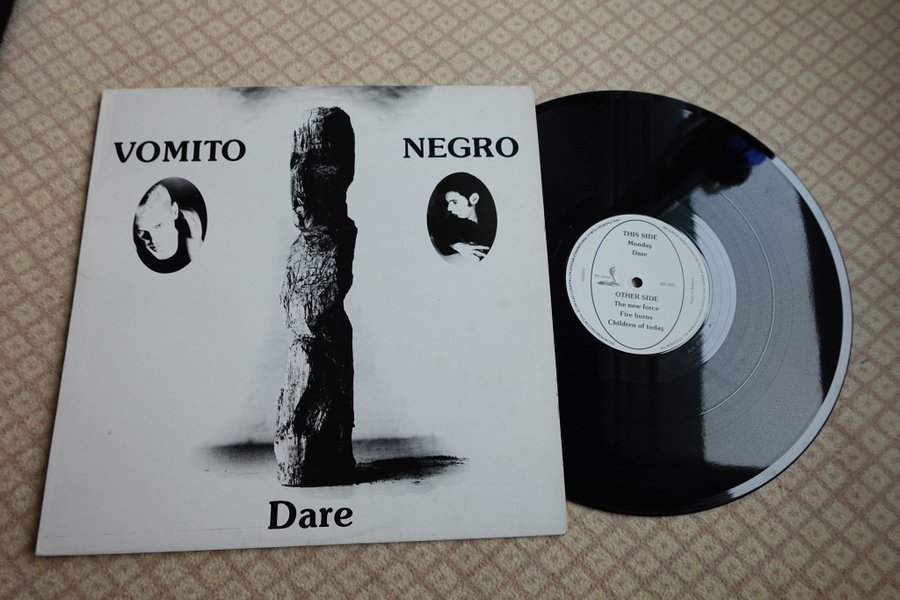 VOMITO
NEGRO
Dare
THIS SIDE
Monday
Dare
OTHER SIDE
The new force
Fire burns
Children of today